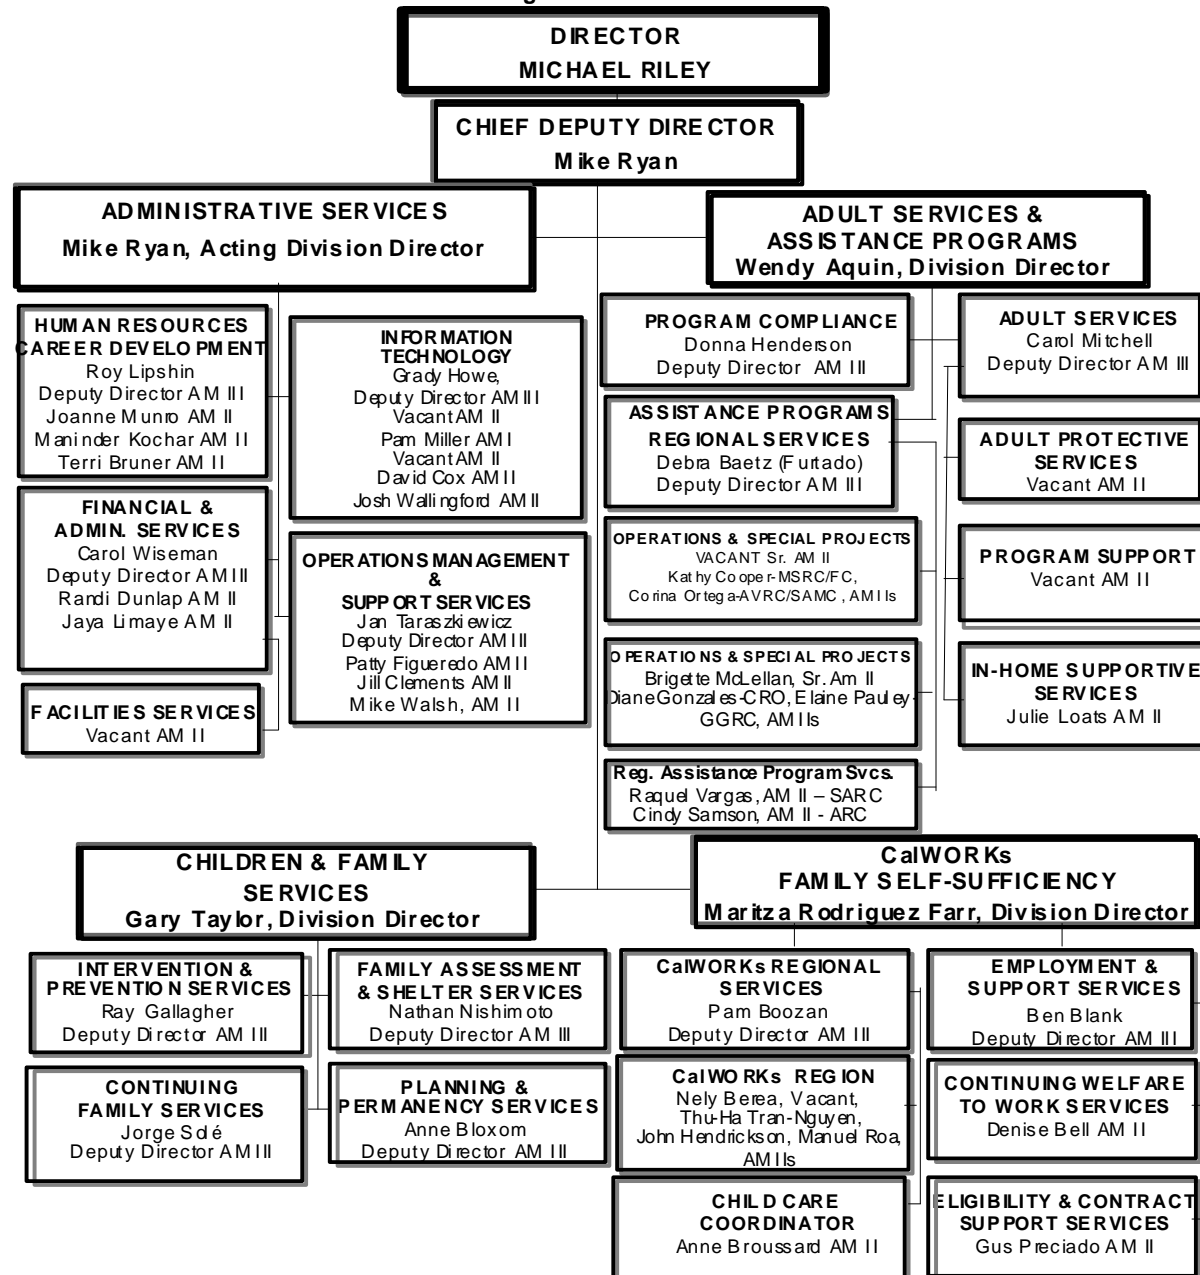 DIRECTOR
MICHAEL RILEY
CHIEF DEPUTY DIRECTOR
Mike Ryan
ADMINISTRATIVE SERVICES
Mike Ryan, Acting Division Director
ADULT SERVICES &
ASSISTANCE PROGRAMS
Wendy Aquin, Division Director
HUMAN RESOURCES
CAREER DEVELOPMENT
Roy Lipshin
Deputy Director AM III
Joanne Munro AM II
Maninder Kochar AM II
Terri Bruner AM II
INFORMATION
TECHNOLOGY
Grady Howe,
Deputy Director AM III
Vacant AM II
Pam Miller AM I
Vacant AM II
David Cox AM II
Josh Wallingford AM II
FINANCIAL &
ADMIN. SERVICES
Carol Wiseman
Deputy Director AM III
Randi Dunlap AM II
Jaya Limaye AM II
OPERATIONS MANAGEMENT
&
SUPPORT SERVICES
Jan Taraszkiewicz
Deputy Director AM III
Patty Figueredo AM II
Jill Clements AM II
Mike Walsh, AM II
FACILITIES SERVICES
Vacant AM II
PROGRAM COMPLIANCE
Donna Henderson
Deputy Director AM III
ADULT SERVICES
Carol Mitchell
Deputy Director AM III
ASSISTANCE PROGRAMS
REGIONAL SERVICES
Debra Baetz (Furtado)
Deputy Director AM III
ADULT PROTECTIVE
SERVICES
Vacant AM II
OPERATIONS & SPECIAL PROJECTS
VACANT Sr. AM II
Kathy Cooper-MSRC/FC,
Corina Ortega-AVRC/SAMC, AMIIs
PROGRAM SUPPORT
Vacant AM II
OPERATIONS & SPECIAL PROJECTS
Brigette McLellan, Sr. Am II
Diane Gonzales-CRO, Elaine Pauley-
GGRC, AMIIs
IN-HOME SUPPORTIVE
SERVICES
Julie Loats AM II
Reg. Assistance Program Svcs.
Raquel Vargas, AM II – SARC
Cindy Samson, AM II - ARC
CHILDREN & FAMILY
SERVICES
Gary Taylor, Division Director
CalWORKs
FAMILY SELF-SUFFICIENCY
Maritza Rodriguez Farr, Division Director
INTERVENTION &
PREVENTION SERVICES
Ray Gallagher
Deputy Director AM III
FAMILY ASSESSMENT
& SHELTER SERVICES
Nathan Nishimoto
Deputy Director AM III
CONTINUING
FAMILY SERVICES
Jorge Solé
Deputy Director AM III
PLANNING &
PERMANENCY SERVICES
Anne Bloxom
Deputy Director AM III
CalWORKs REGIONAL
SERVICES
Pam Boozan
Deputy Director AM III
EMPLOYMENT &
SUPPORT SERVICES
Ben Blank
Deputy Director AM III
CalWORKs REGION
Nely Berea, Vacant,
Thu-Ha Tran-Nguyen,
John Hendrickson, Manuel Roa,
AMIIs
CONTINUING WELFARE
TO WORK SERVICES
Denise Bell AM II
CHILD CARE
COORDINATOR
Anne Broussard AM II
ELIGIBILITY & CONTRACT
SUPPORT SERVICES
Gus Preciado AM II